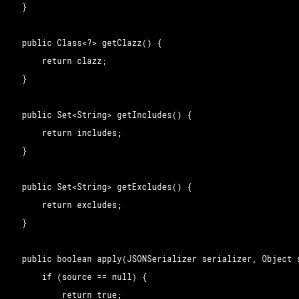 }
public Class<?> getClazz() {
return clazz;
}
public Set<String> getIncludes() {
return includes;
}
public Set<String> getExcludes() {
return excludes;
}
public boolean apply(JSONSerializer serializer, Object s
if (source == null) {
return true;